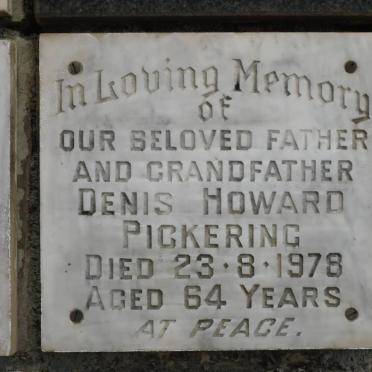 In Loving Memory
of
OUR BELOVED FATHER
AND GRANDFATHER
DENIS HOWARD
PICKERING
DIED 23·8·1978
AGED 64 YEARS
AT PEACE.